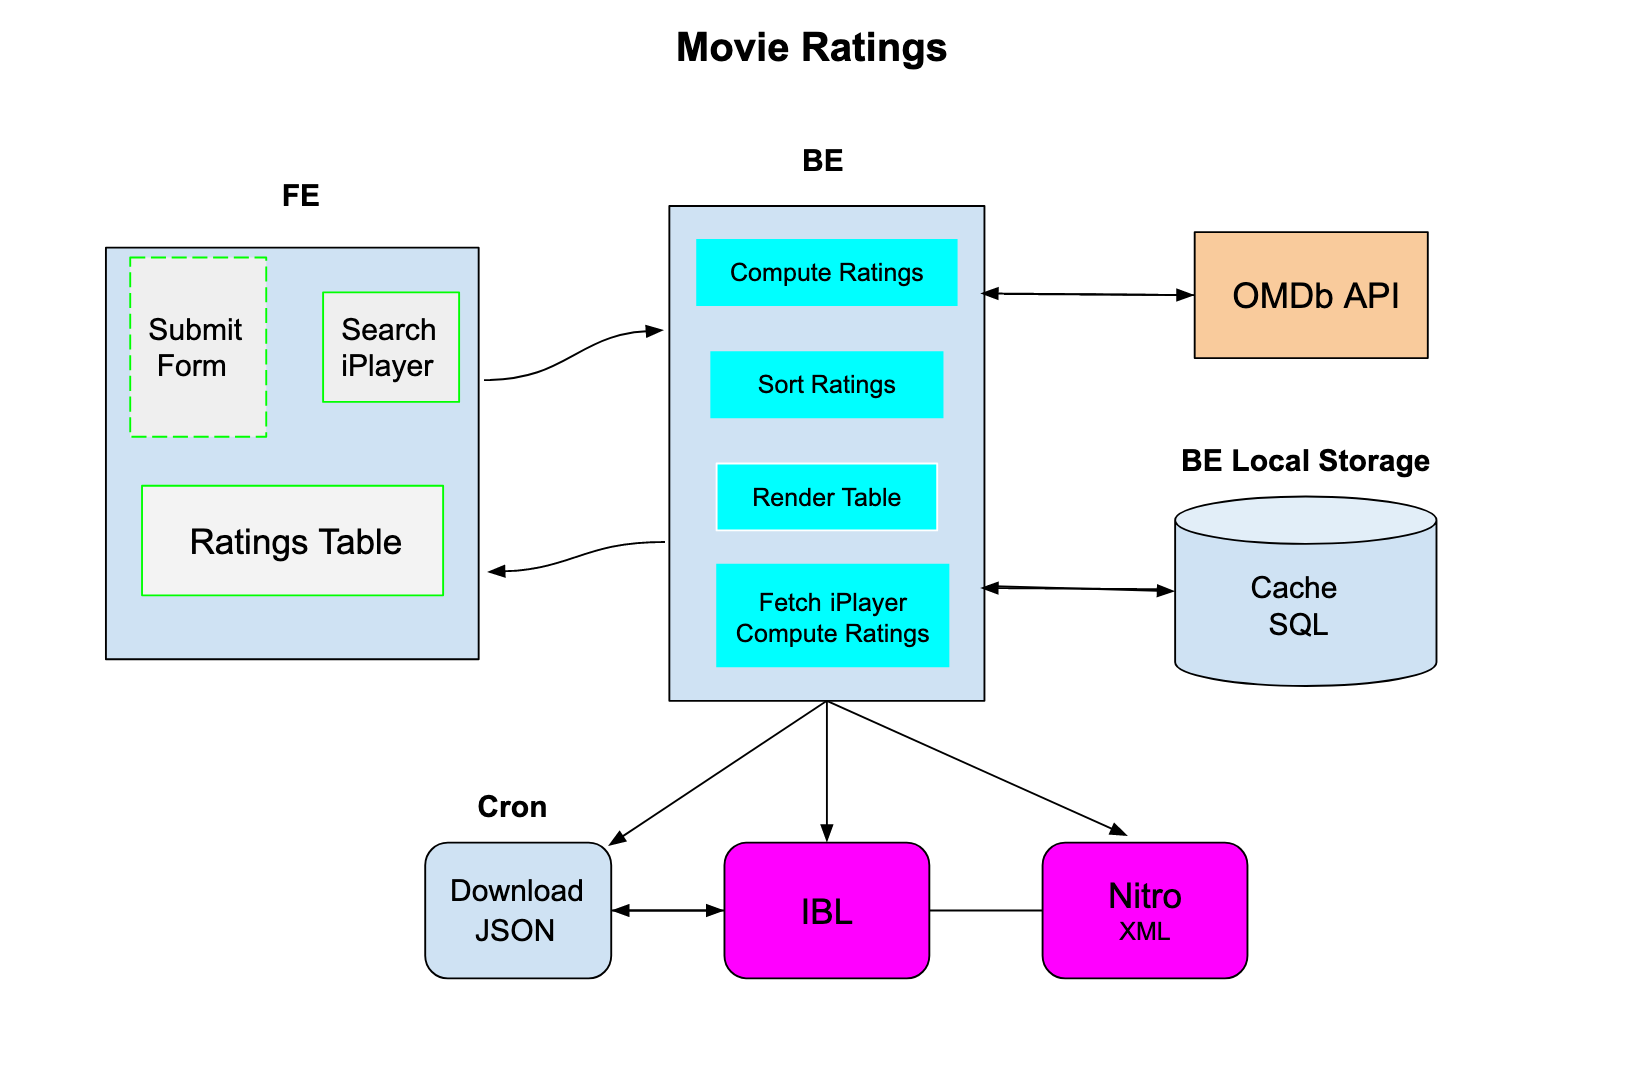 Movie Ratings
FE
Submit
Form
Search
iPlayer
Ratings Table
BE
Compute Ratings
Sort Ratings
Render Table
Fetch iPlayer
Compute Ratings
OMDb API
BE Local Storage
Cache
SQL
Cron
Download
JSON
IBL
Nitro
XML